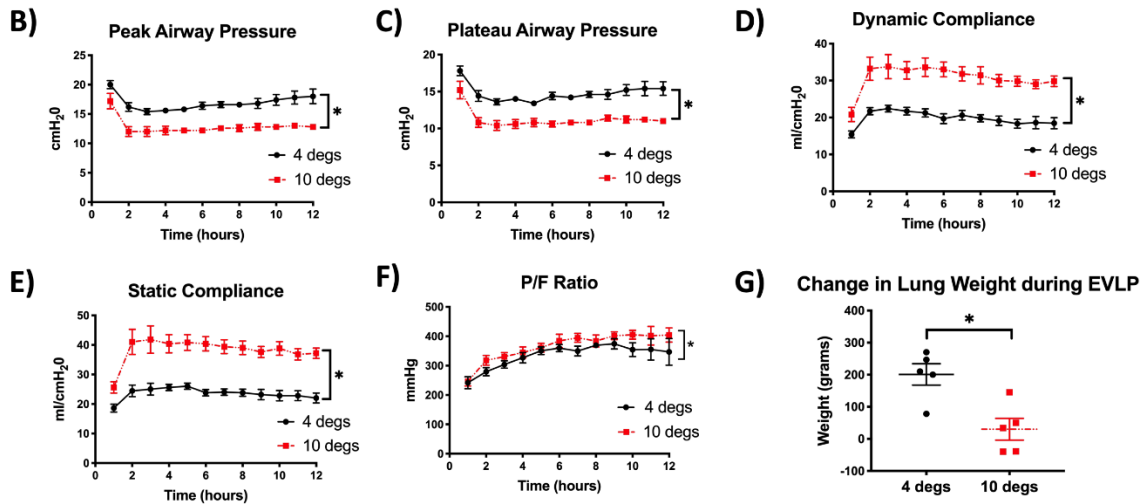 B)
Peak Airway Pressure
cmH20
25
20
15
10
5
0
0 2 4 6 8 10 12
Time (hours)
*
4 degs
10 degs
C)
Plateau Airway Pressure
cmH20
20
15
10
5
0
0 2 4 6 8 10 12
Time (hours)
*
4 degs
10 degs
D)
Dynamic Compliance
ml/cmH20
40
30
20
10
0
0 2 4 6 8 10 12
Time (hours)
*
4 degs
10 degs
E)
Static Compliance
ml/cmH20
50
40
30
20
10
0
0 2 4 6 8 10 12
Time (hours)
*
4 degs
10 degs
F)
P/F Ratio
mmHg
500
400
300
200
100
0
0 2 4 6 8 10 12
Time (hours)
*
4 degs
10 degs
G)
Change in Lung Weight during EVLP
Weight (grams)
400
300
200
100
0
-100
*
4 degs 10 degs